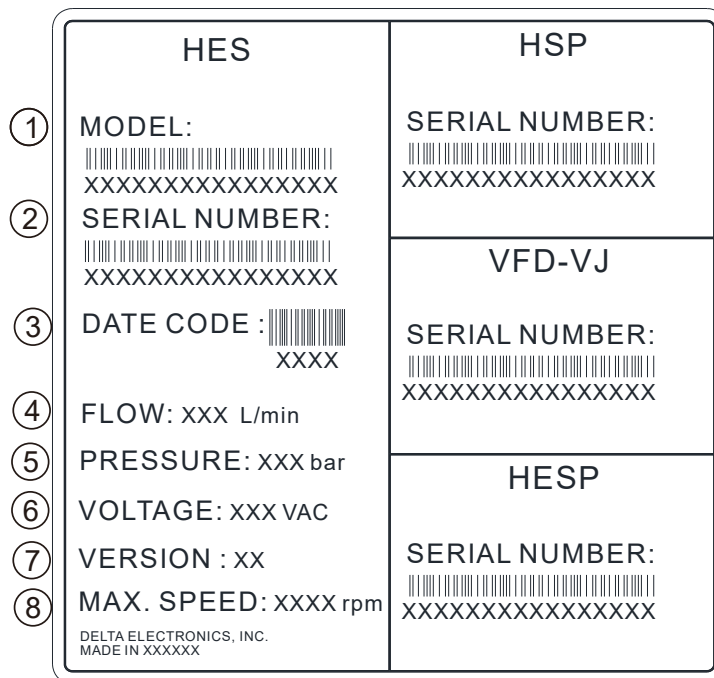 HES
① MODEL:
XXXXXXXXXXXXXXXX
② SERIAL NUMBER:
XXXXXXXXXXXXXXXX
③ DATE CODE :
XXXX
④ FLOW: XXX L/min
⑤ PRESSURE: XXX bar
⑥ VOLTAGE: XXX VAC
⑦ VERSION : XX
⑧ MAX. SPEED: XXXX rpm
DELTA ELECTRONICS, INC.
MADE IN XXXXXX
HSP
SERIAL NUMBER:
XXXXXXXXXXXXXXXX
VFD-VJ
SERIAL NUMBER:
XXXXXXXXXXXXXXXX
HESP
SERIAL NUMBER:
XXXXXXXXXXXXXXXX